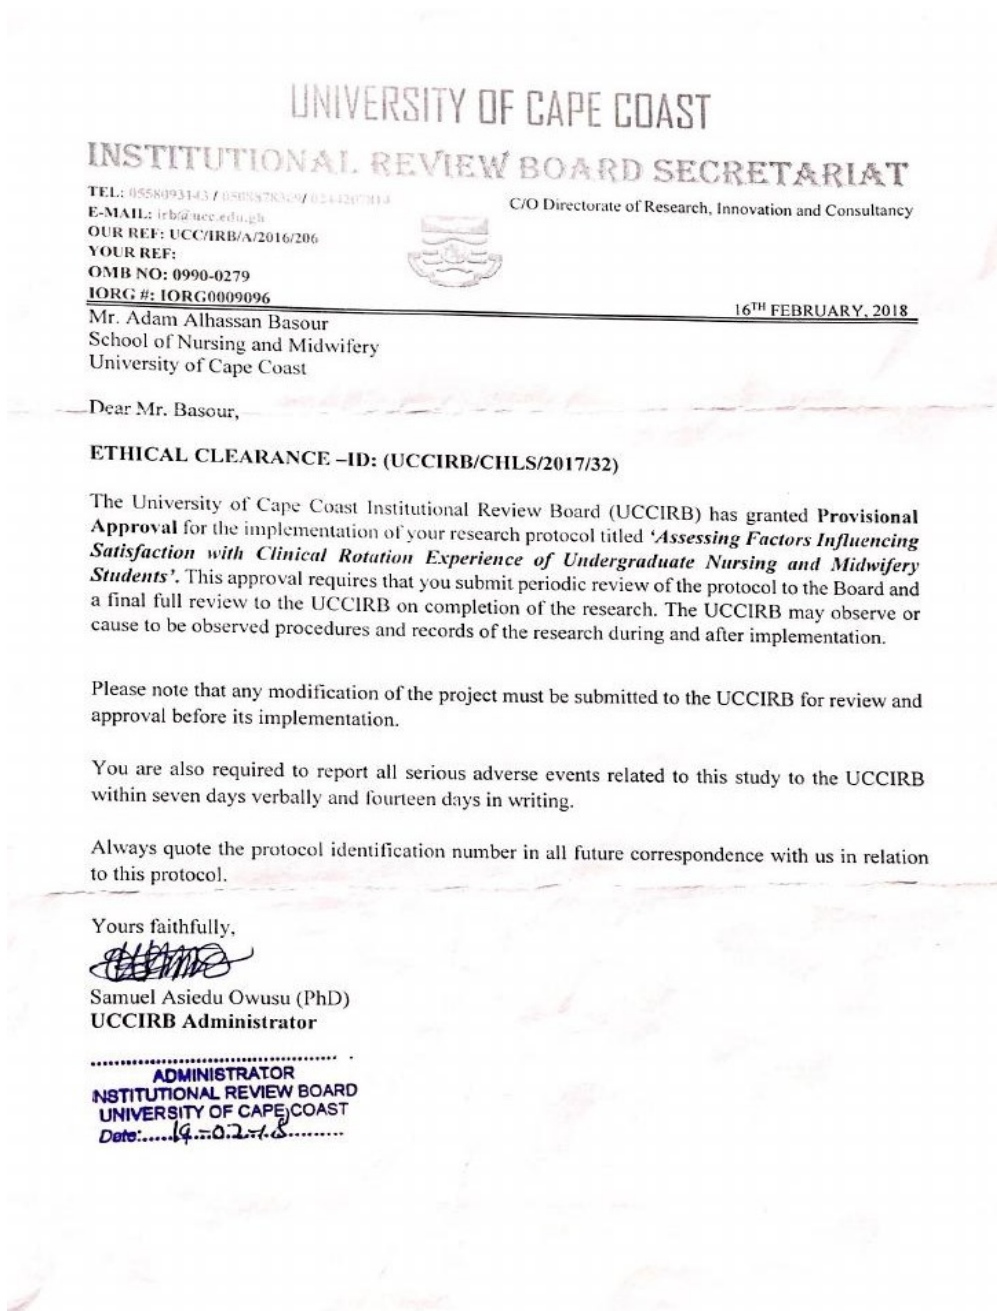 UNIVERSITY OF CAPE COAST
INSTITUTIONAL REVIEW BOARD SECRETARIAT
TEL: 0558093143 /
C/O Directorate of Research, Innovation and Consultancy
E-MAIL: irb@ucc.edu.gh
OUR REF: UCC/IRB/A/2016/206
YOUR REF:
OMB NO: 0990-0279
IORG #: IORG0009096
16TH FEBRUARY, 2018
Mr. Adam Alhassan Basour
School of Nursing and Midwifery
University of Cape Coast
Dear Mr. Basour,
ETHICAL CLEARANCE –ID: (UCCIRB/CHLS/2017/32)
The University of Cape Coast Institutional Review Board (UCCIRB) has granted Provisional
Approval for the implementation of your research protocol titled ‘Assessing Factors Influencing
Satisfaction with Clinical Rotation Experience of Undergraduate Nursing and Midwifery
Students’. This approval requires that you submit periodic review of the protocol to the Board and
a final full review to the UCCIRB on completion of the research. The UCCIRB may observe or
cause to be observed procedures and records of the research during and after implementation.
Please note that any modification of the project must be submitted to the UCCIRB for review and
approval before its implementation.
You are also required to report all serious adverse events related to this study to the UCCIRB
within seven days verbally and fourteen days in writing.
Always quote the protocol identification number in all future correspondence with us in relation
to this protocol.
Yours faithfully,
Samuel Asiedu Owusu (PhD)
UCCIRB Administrator
ADMINISTRATOR
INSTITUTIONAL REVIEW BOARD
UNIVERSITY OF CAPE COAST
Date:.....19-02-18..........